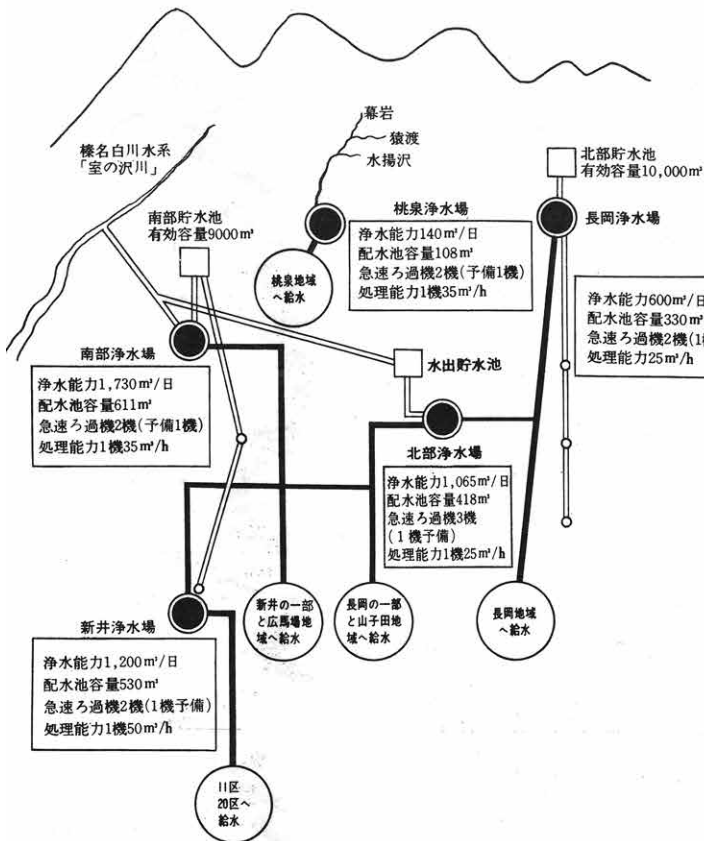 幕岩
猿渡
水揚沢
榛名白川水系
「室の沢川」
北部貯水池
有効容量10,000m³
南部貯水池
有効容量9000m³
桃泉浄水場
浄水能力140m³/日
配水池容量108m³
急速ろ過機2機(予備1機)
処理能力1機35m³/h
長岡浄水場
桃泉地域
へ給水
浄水能力600m³/日
配水池容量330m³
急速ろ過機2機(1機
処理能力25m³/h
南部浄水場
浄水能力1,730m³/日
配水池容量611m³
急速ろ過機2機(予備1機)
処理能力1機35m³/h
水出貯水池
北部浄水場
浄水能力1,065m³/日
配水池容量418m³
急速ろ過機3機
(1機予備)
処理能力1機25m³/h
新井の一部
と広馬場地
域へ給水
長岡の一部
と山子田地
域へ給水
長岡地域
へ給水
新井浄水場
浄水能力1,200m³/日
配水池容量530m³
急速ろ過機2機(1機予備)
処理能力1機50m³/h
11区
20区へ
給水